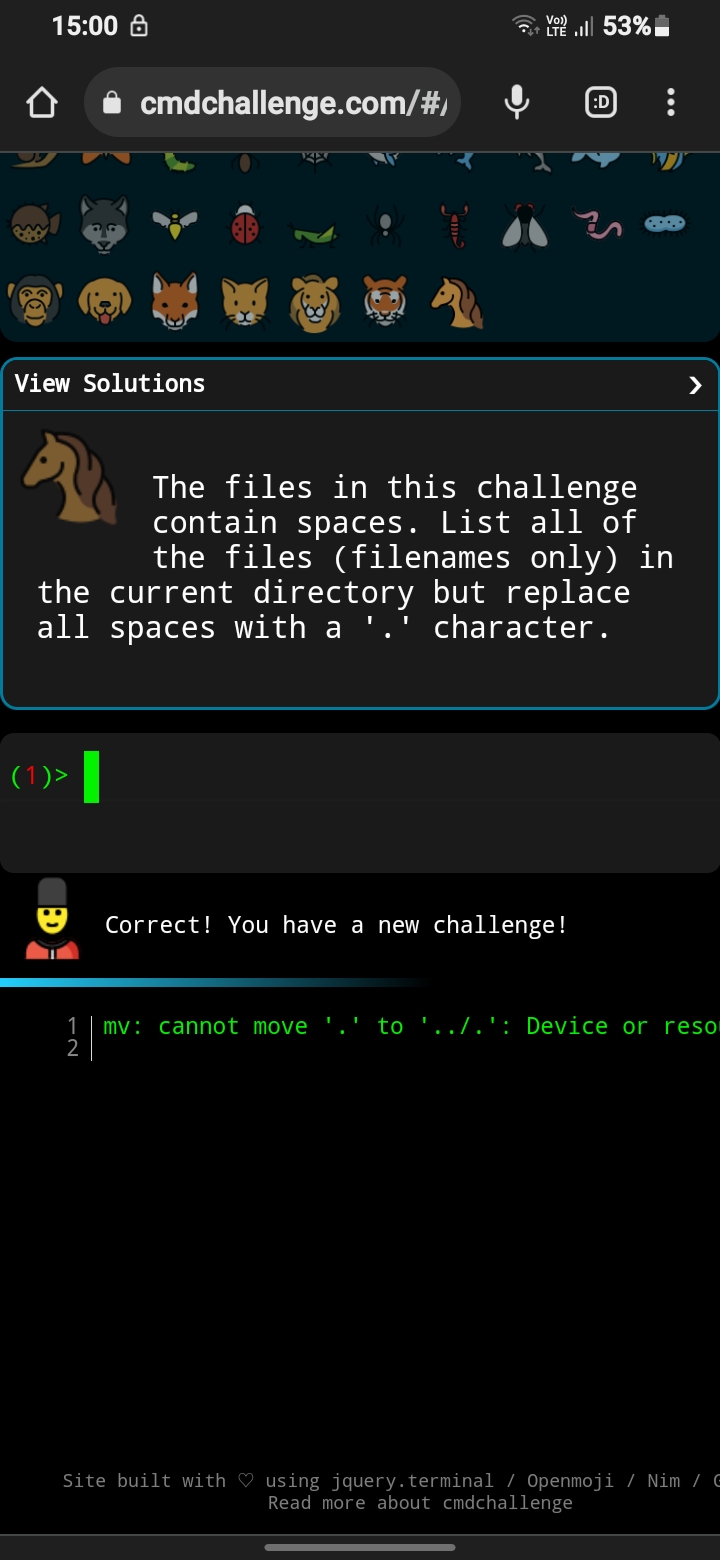 15:00 Vo)) LTE 53%
cmdchallenge.com/#/ :D
View Solutions ❯
The files in this challenge
contain spaces. List all of
the files (filenames only) in
the current directory but replace
all spaces with a '.' character.
(1)>
Correct! You have a new challenge!
1 mv: cannot move '.' to '../.': Device or resou
2
Site built with ♡ using jquery.terminal / Openmoji / Nim / G
Read more about cmdchallenge